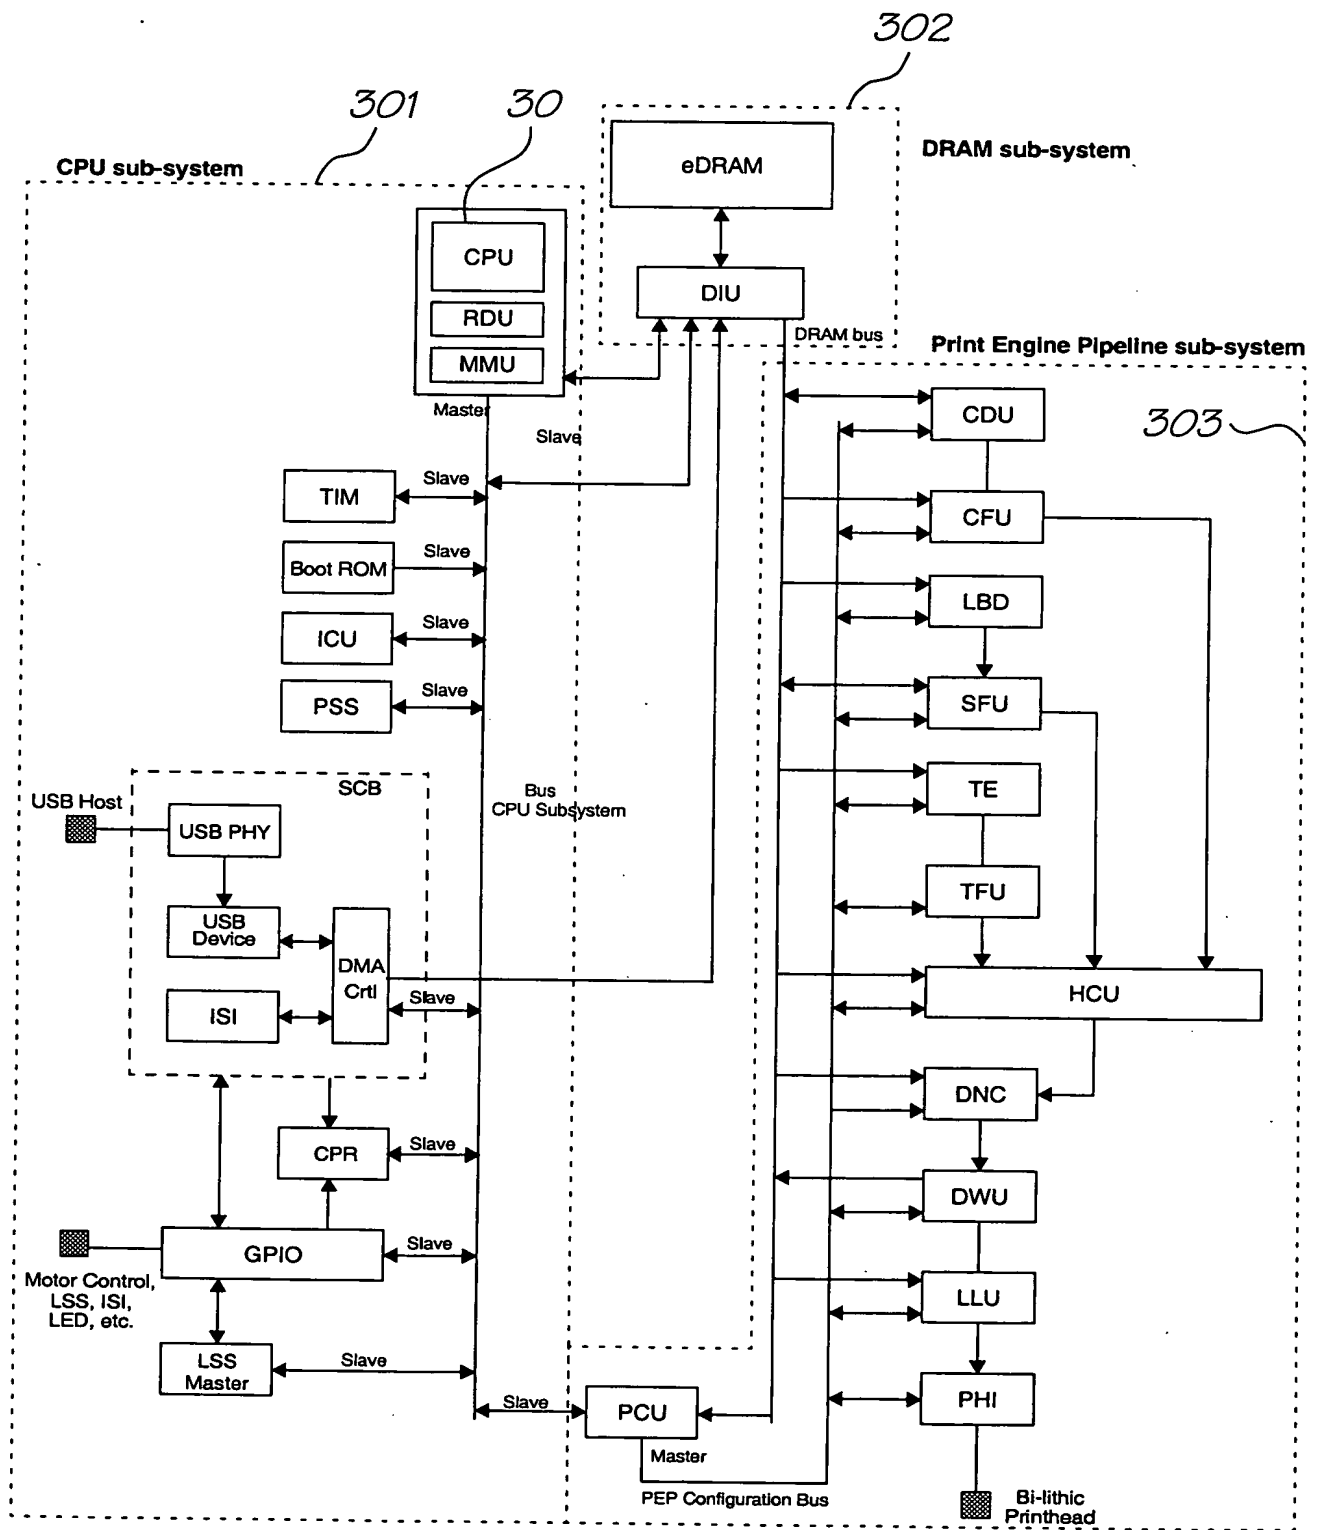 302
301
30
CPU sub-system
DRAM sub-system
eDRAM
CPU
RDU
MMU
DIU
DRAM bus
Print Engine Pipeline sub-system
Master
Slave
303
CDU
TIM
Slave
CFU
Boot ROM
Slave
LBD
ICU
Slave
PSS
Slave
SFU
SCB
Bus
CPU Subsystem
TE
USB Host
USB PHY
TFU
USB
Device
DMA
Crtl
Slave
ISI
HCU
DNC
CPR
Slave
DWU
GPIO
Slave
Motor Control,
LSS, ISI,
LED, etc.
LLU
LSS
Master
Slave
PHI
Slave
PCU
Master
PEP Configuration Bus
Bi-lithic
Printhead